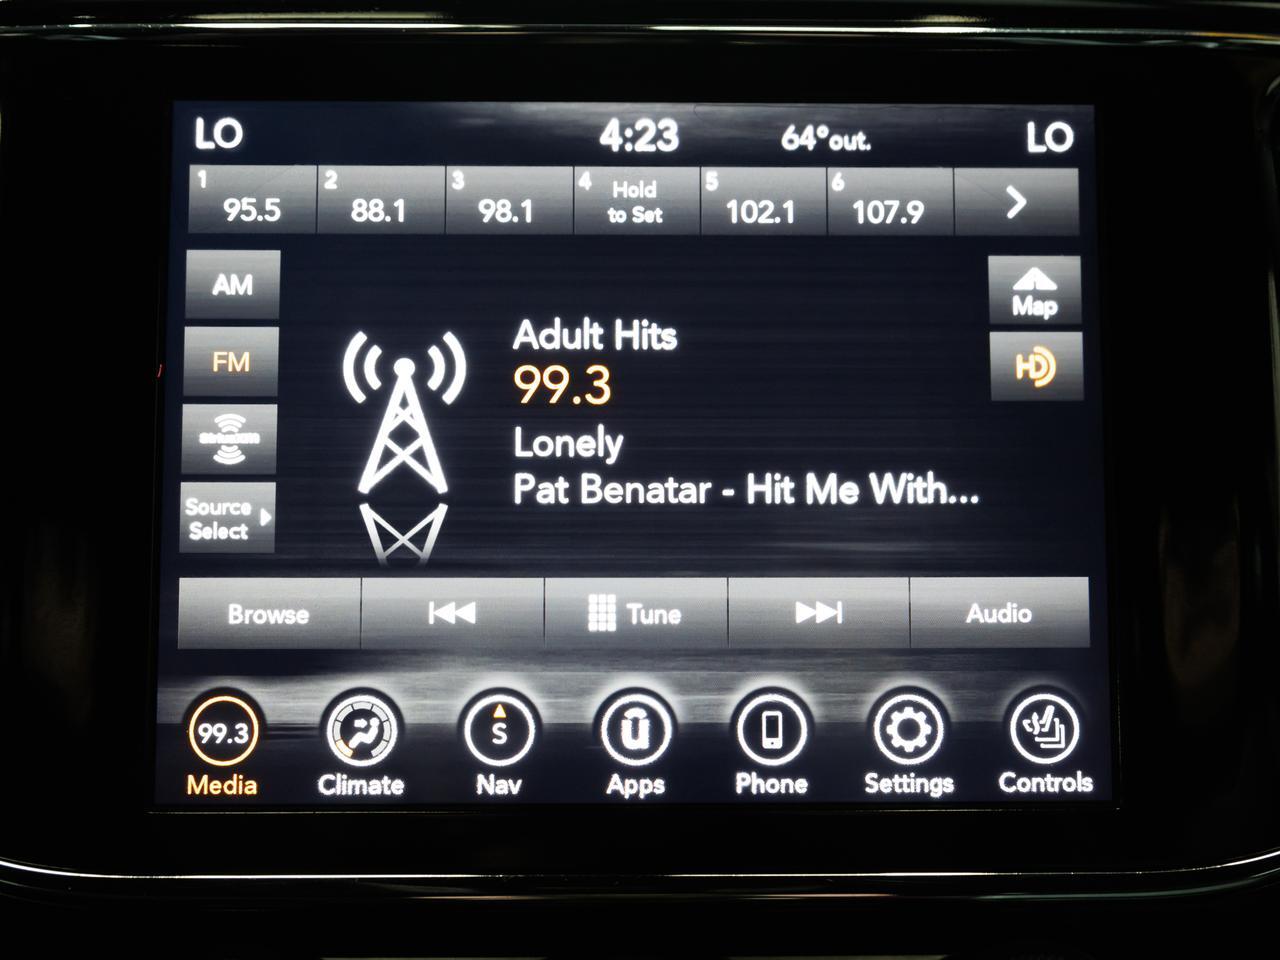 LO 4:23 64°out. LO
1 2 3 4 Hold 5 6
95.5 88.1 98.1 to Set 102.1 107.9
AM
Map
Adult Hits
FM
99.3
HD
SiriusXM
Lonely
Pat Benatar - Hit Me With...
Source
Select
Browse Tune Audio
99.3 S u
Media Climate Nav Apps Phone Settings Controls